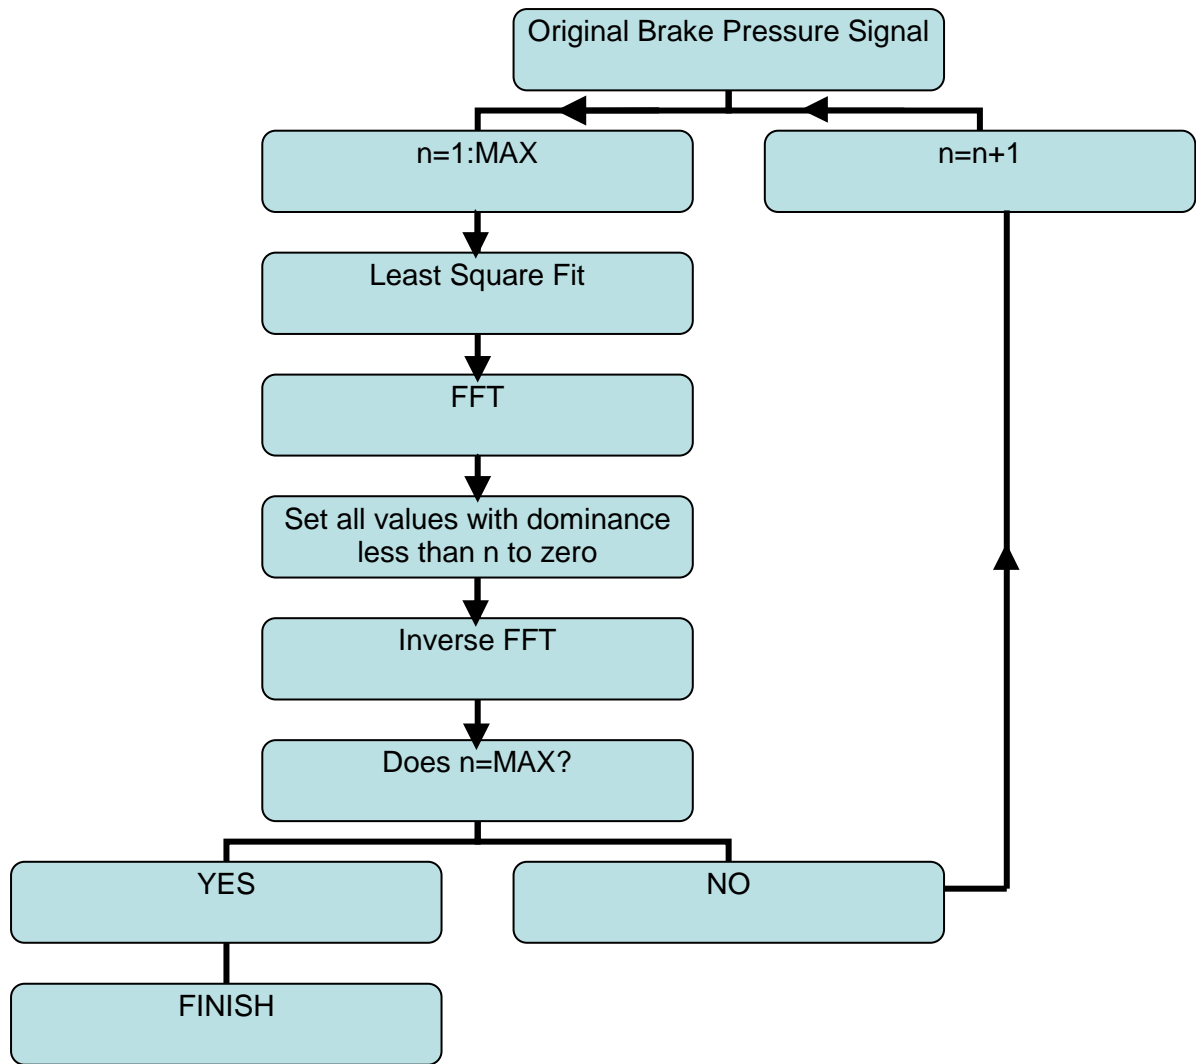 Original Brake Pressure Signal
n=1:MAX
n=n+1
Least Square Fit
FFT
Set all values with dominance
less than n to zero
Inverse FFT
Does n=MAX?
YES
NO
FINISH